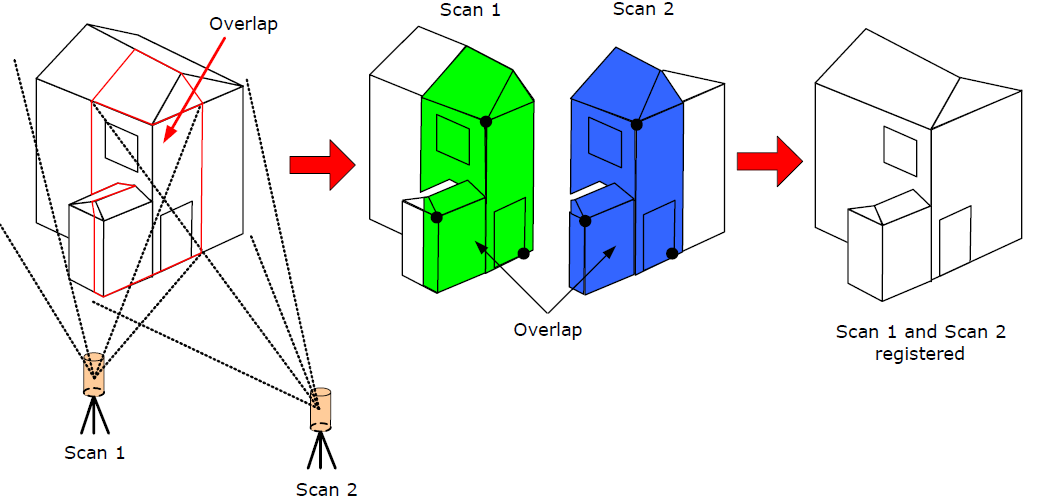 Overlap
Scan 1
Scan 2
Scan 1
Scan 2
Overlap
Scan 1 and Scan 2
registered